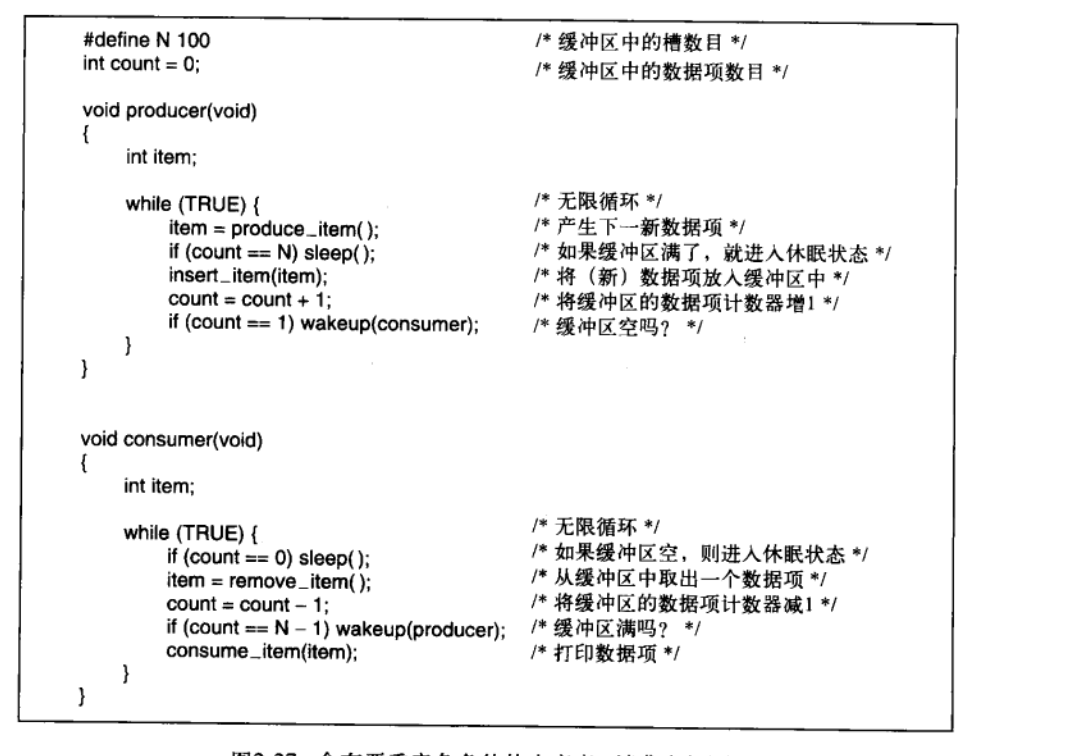 #define N 100 /* 缓冲区中的槽数目 */
int count = 0; /* 缓冲区中的数据项数目 */
void producer(void)
{
int item;
while (TRUE) { /* 无限循环 */
item = produce_item( ); /* 产生下一新数据项 */
if (count == N) sleep( ); /* 如果缓冲区满了，就进入休眠状态 */
insert_item(item); /* 将（新）数据项放入缓冲区中 */
count = count + 1; /* 将缓冲区的数据项计数器增1 */
if (count == 1) wakeup(consumer); /* 缓冲区空吗？ */
}
}
void consumer(void)
{
int item;
while (TRUE) { /* 无限循环 */
if (count == 0) sleep( ); /* 如果缓冲区空，则进入休眠状态 */
item = remove_item( ); /* 从缓冲区中取出一个数据项 */
count = count – 1; /* 将缓冲区的数据项计数器减1 */
if (count == N – 1) wakeup(producer); /* 缓冲区满吗？ */
consume_item(item); /* 打印数据项 */
}
}